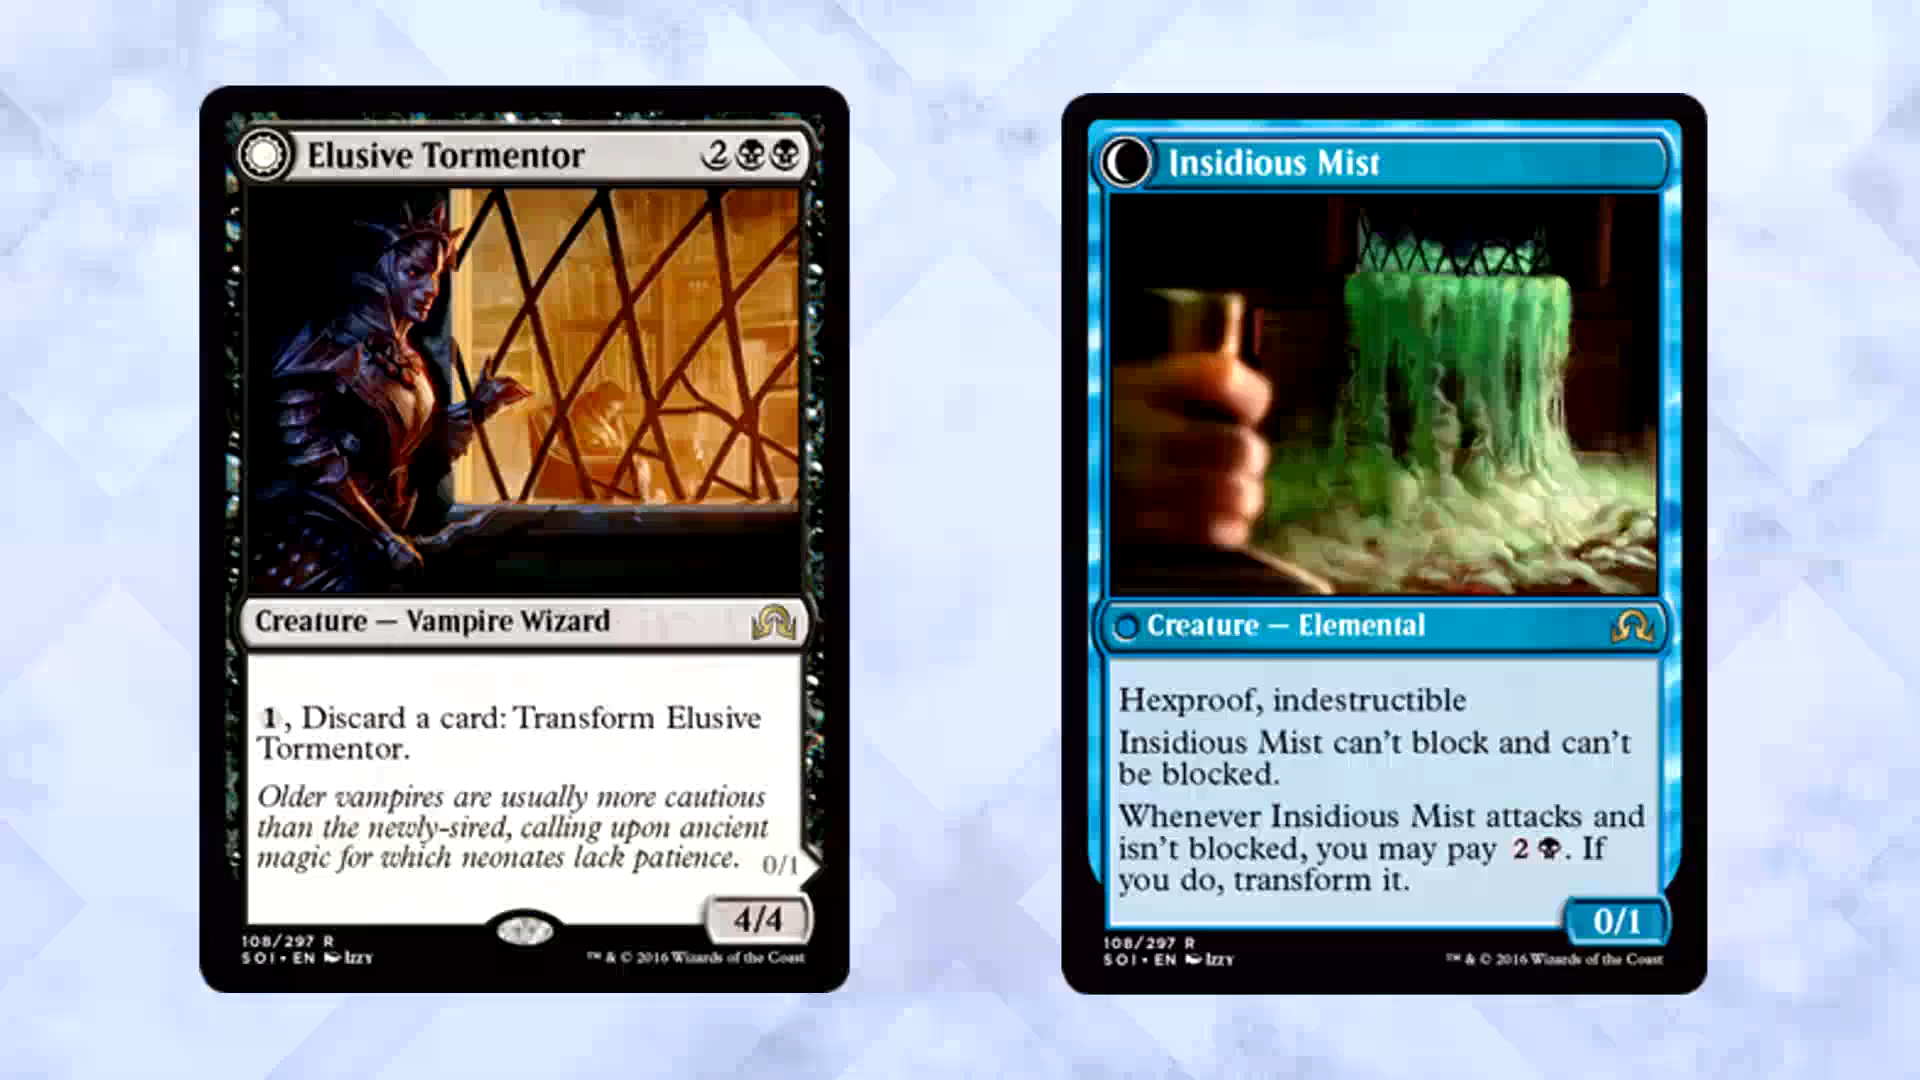 Elusive Tormentor 2
Creature — Vampire Wizard
1, Discard a card: Transform Elusive
Tormentor.
Older vampires are usually more cautious
than the newly-sired, calling upon ancient
magic for which neonates lack patience.
0/1
4/4
108/297 R
SOI • EN Izzy
™ & © 2016 Wizards of the Coast
Insidious Mist
Creature — Elemental
Hexproof, indestructible
Insidious Mist can't block and can't
be blocked.
Whenever Insidious Mist attacks and
isn't blocked, you may pay 2. If
you do, transform it.
0/1
108/297 R
SOI • EN Izzy
™ & © 2016 Wizards of the Coast